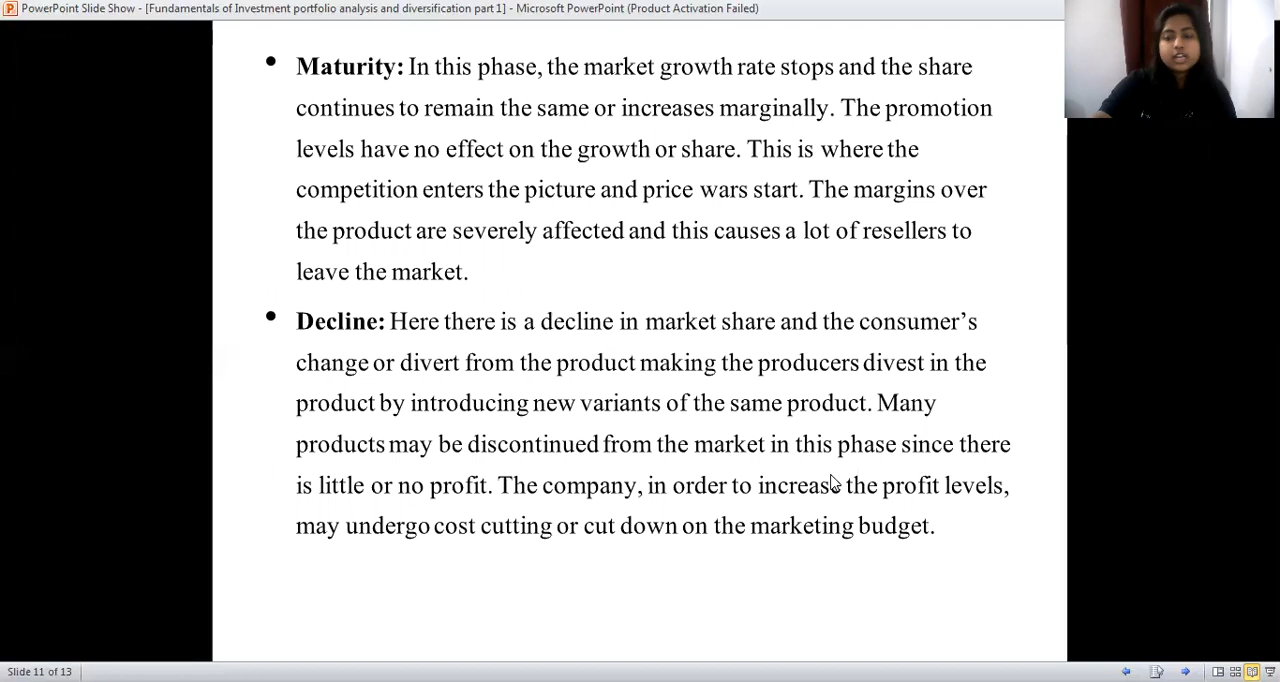 PowerPoint Slide Show - [Fundamentals of Investment portfolio analysis and diversification part 1] - Microsoft PowerPoint (Product Activation Failed)
• Maturity: In this phase, the market growth rate stops and the share
continues to remain the same or increases marginally. The promotion
levels have no effect on the growth or share. This is where the
competition enters the picture and price wars start. The margins over
the product are severely affected and this causes a lot of resellers to
leave the market.
• Decline: Here there is a decline in market share and the consumer’s
change or divert from the product making the producers divest in the
product by introducing new variants of the same product. Many
products may be discontinued from the market in this phase since there
is little or no profit. The company, in order to increase the profit levels,
may undergo cost cutting or cut down on the marketing budget.
Slide 11 of 13